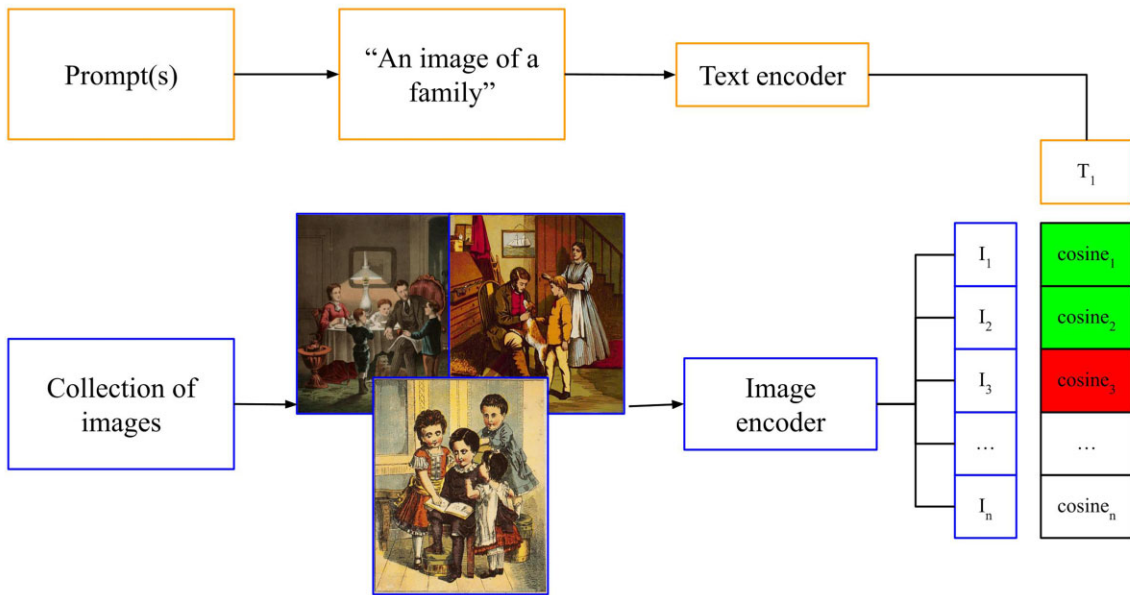 Prompt(s)
“An image of a
family”
Text encoder
T₁
Collection of
images
Image
encoder
I₁
cosine₁
I₂
cosine₂
I₃
cosine₃
…
…
Iₙ
cosineₙ